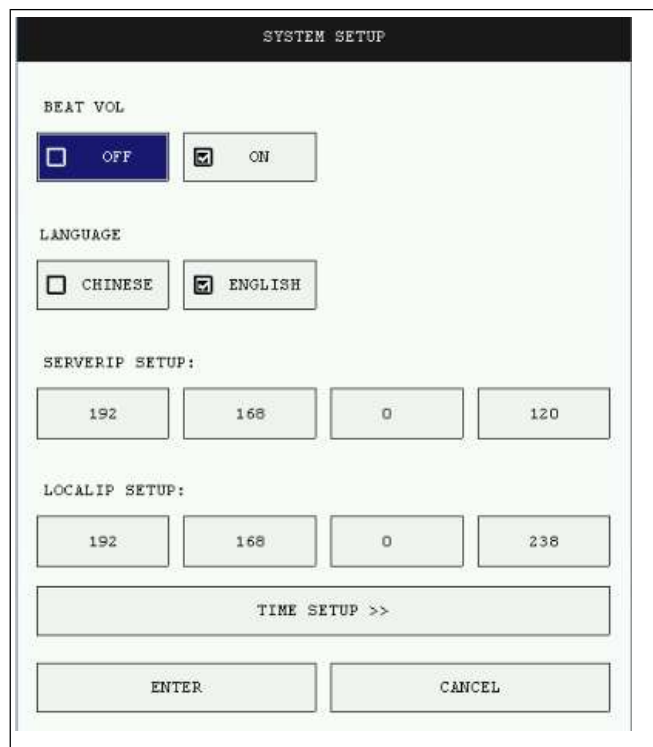 SYSTEM SETUP
BEAT VOL
OFF ON
LANGUAGE
CHINESE ENGLISH
SERVERIP SETUP:
192 168 0 120
LOCALIP SETUP:
192 168 0 238
TIME SETUP >>
ENTER CANCEL